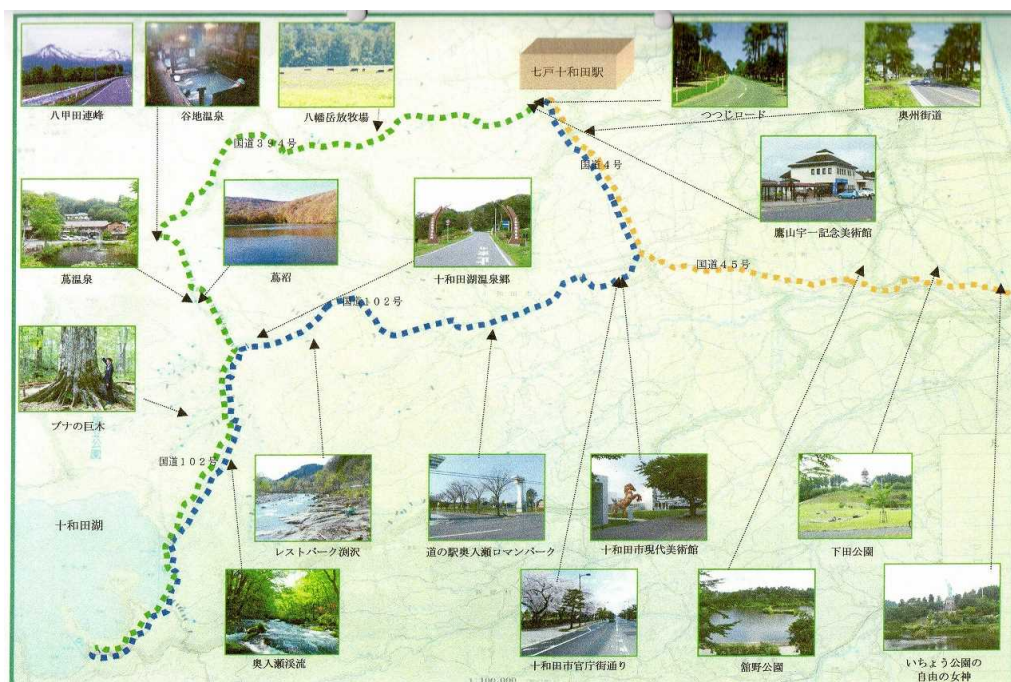 七戸十和田駅
八甲田連峰
谷地温泉
八幡岳放牧場
つつじロード
奥州街道
国道394号
国道4号
鷹山宇一記念美術館
蔦温泉
蔦沼
十和田湖温泉郷
国道45号
国道102号
ブナの巨木
国道102号
十和田湖
レストパーク渕沢
道の駅奥入瀬ロマンパーク
十和田市現代美術館
下田公園
奥入瀬渓流
十和田市官庁街通り
舘野公園
いちょう公園の
自由の女神